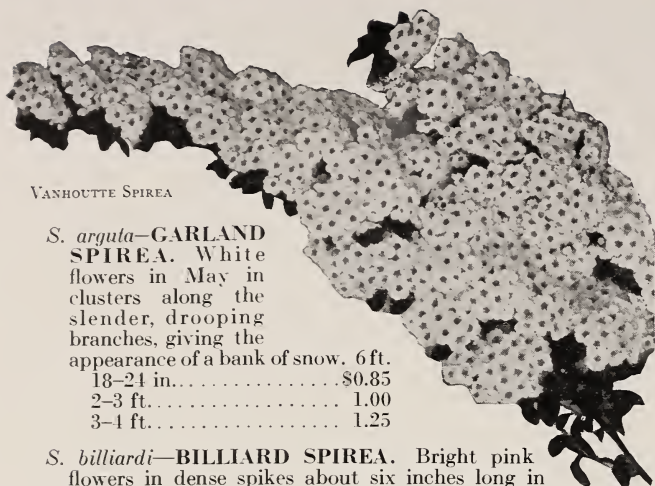 VANHOUTTE SPIREA
S. arguta—GARLAND
SPIREA. White
flowers in May in
clusters along the
slender, drooping
branches, giving the
appearance of a bank of snow. 6 ft.
18–24 in..................$0.85
2–3 ft.................... 1.00
3–4 ft.................... 1.25
S. billiardi—BILLIARD SPIREA. Bright pink
flowers in dense spikes about six inches long in